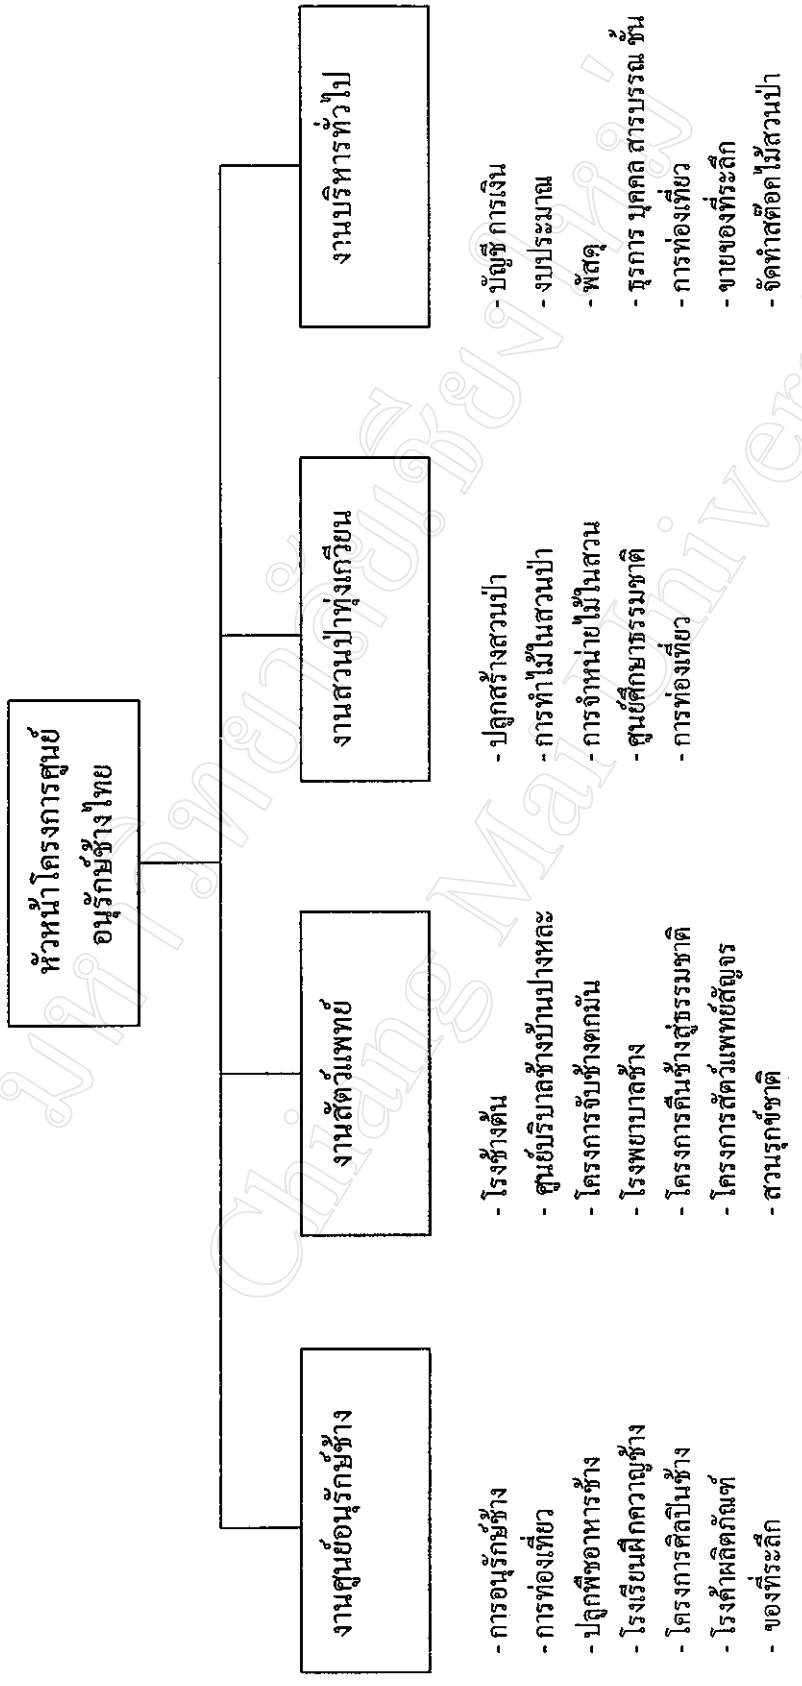 หัวหน้าโครงการศูนย์
อนุรักษ์ช้างไทย
งานศูนย์อนุรักษ์ช้าง
- การอนุรักษ์ช้าง
- การท่องเที่ยว
- ปลูกพืชอาหารช้าง
- โรงเรียนฝึกควาญช้าง
- โครงการศิลปินช้าง
- โรงค้าผลิตภัณฑ์
- ของที่ระลึก
งานสัตว์แพทย์
- โรงช้างต้น
- ศูนย์บริบาลช้างบ้านปางหละ
- โครงการจับช้างตกมัน
- โรงพยาบาลช้าง
- โครงการคืนช้างสู่ธรรมชาติ
- โครงการสัตว์แพทย์สัญจร
- สวนรุกข์ชาติ
งานสวนป่าทุ่งเกวียน
- ปลูกสร้างสวนป่า
- การทำไม้ในสวนป่า
- การจำหน่ายไม้ในสวน
- ศูนย์ศึกษาธรรมชาติ
- การท่องเที่ยว
งานบริหารทั่วไป
- บัญชี การเงิน
- งบประมาณ
- พัสดุ
- ธุรการ บุคคล สารบรรณ ชั้น
- การท่องเที่ยว
- ขายของที่ระลึก
- จัดทำสต๊อคไม้สวนป่า
มหาวิทยาลัยเชียงใหม่
Chiang Mai Univer